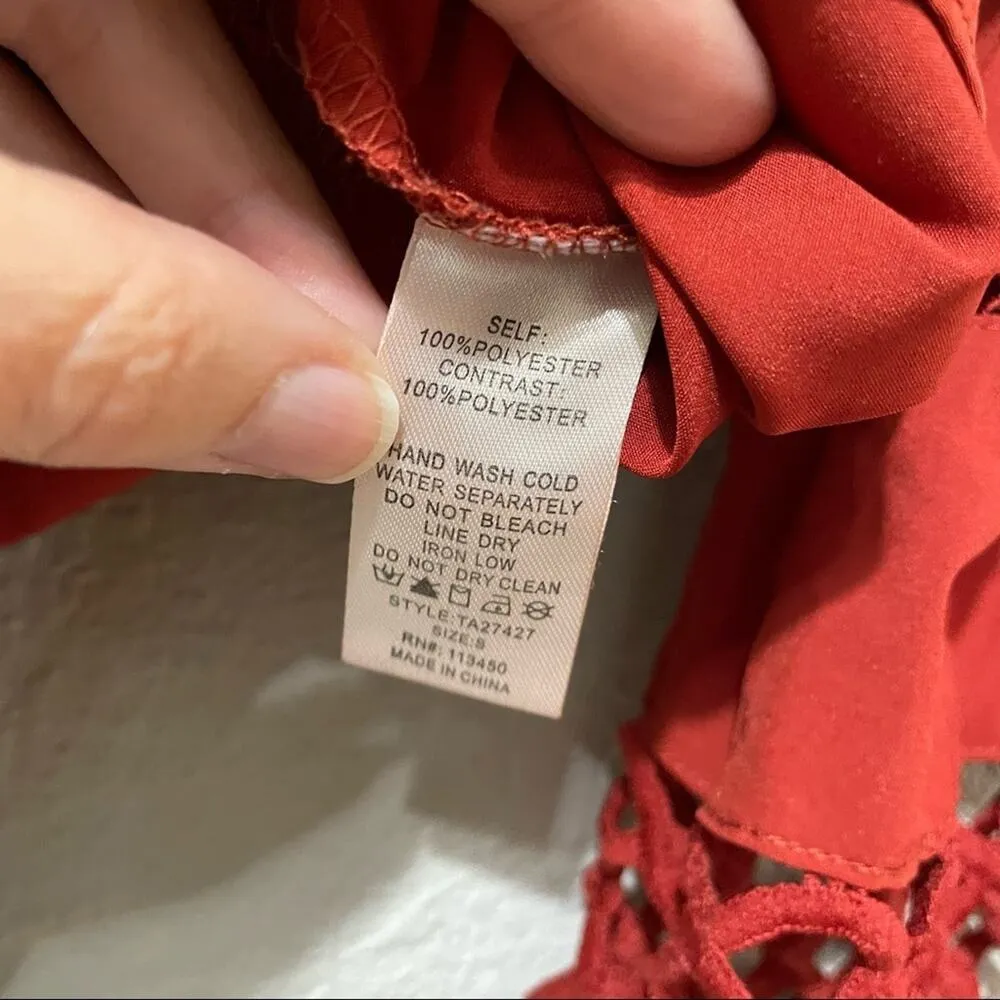 SELF:
100%POLYESTER
CONTRAST:
100%POLYESTER
HAND WASH COLD
WATER SEPARATELY
DO NOT BLEACH
LINE DRY
IRON LOW
DO NOT DRY CLEAN
STYLE:TA27427
SIZE:S
RN#: 113450
MADE IN CHINA